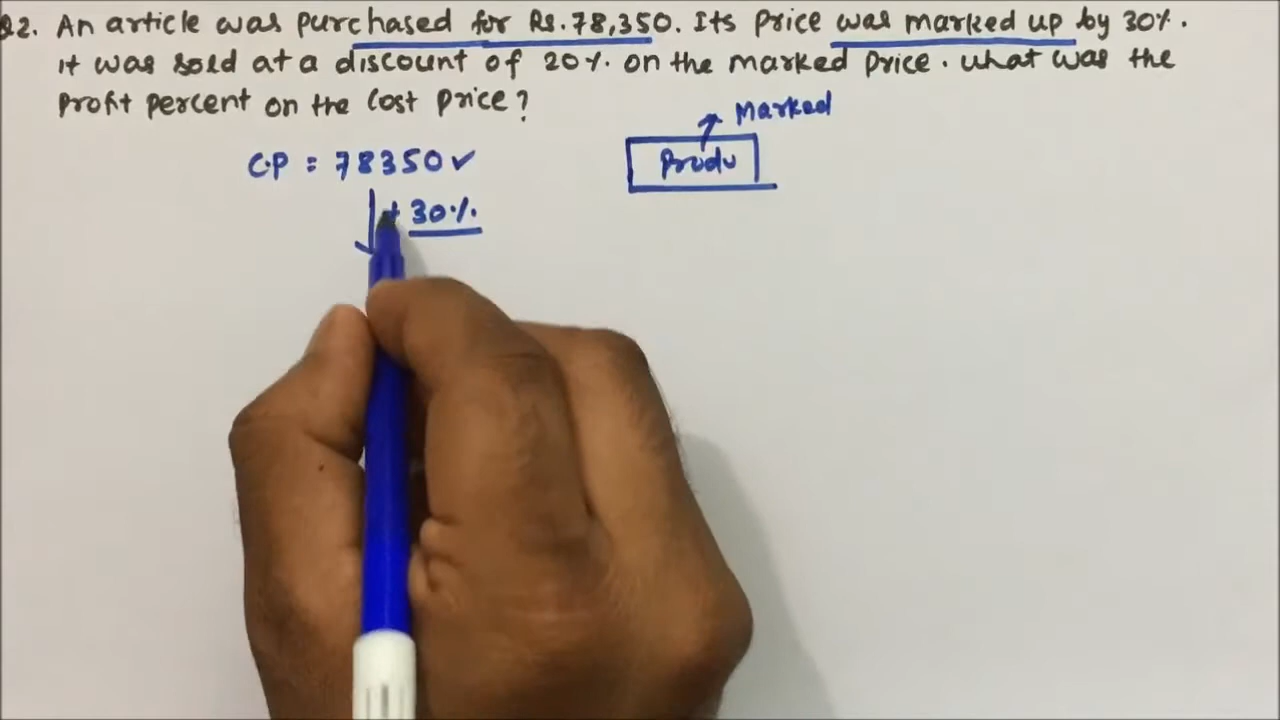 Q2. An article was purchased for Rs.78,350. Its Price was marked up by 30%.
it was sold at a discount of 20% on the marked Price. what was the
Profit percent on the Cost Price?
Marked
C.P = 78350 ✓
Produ
+ 30%